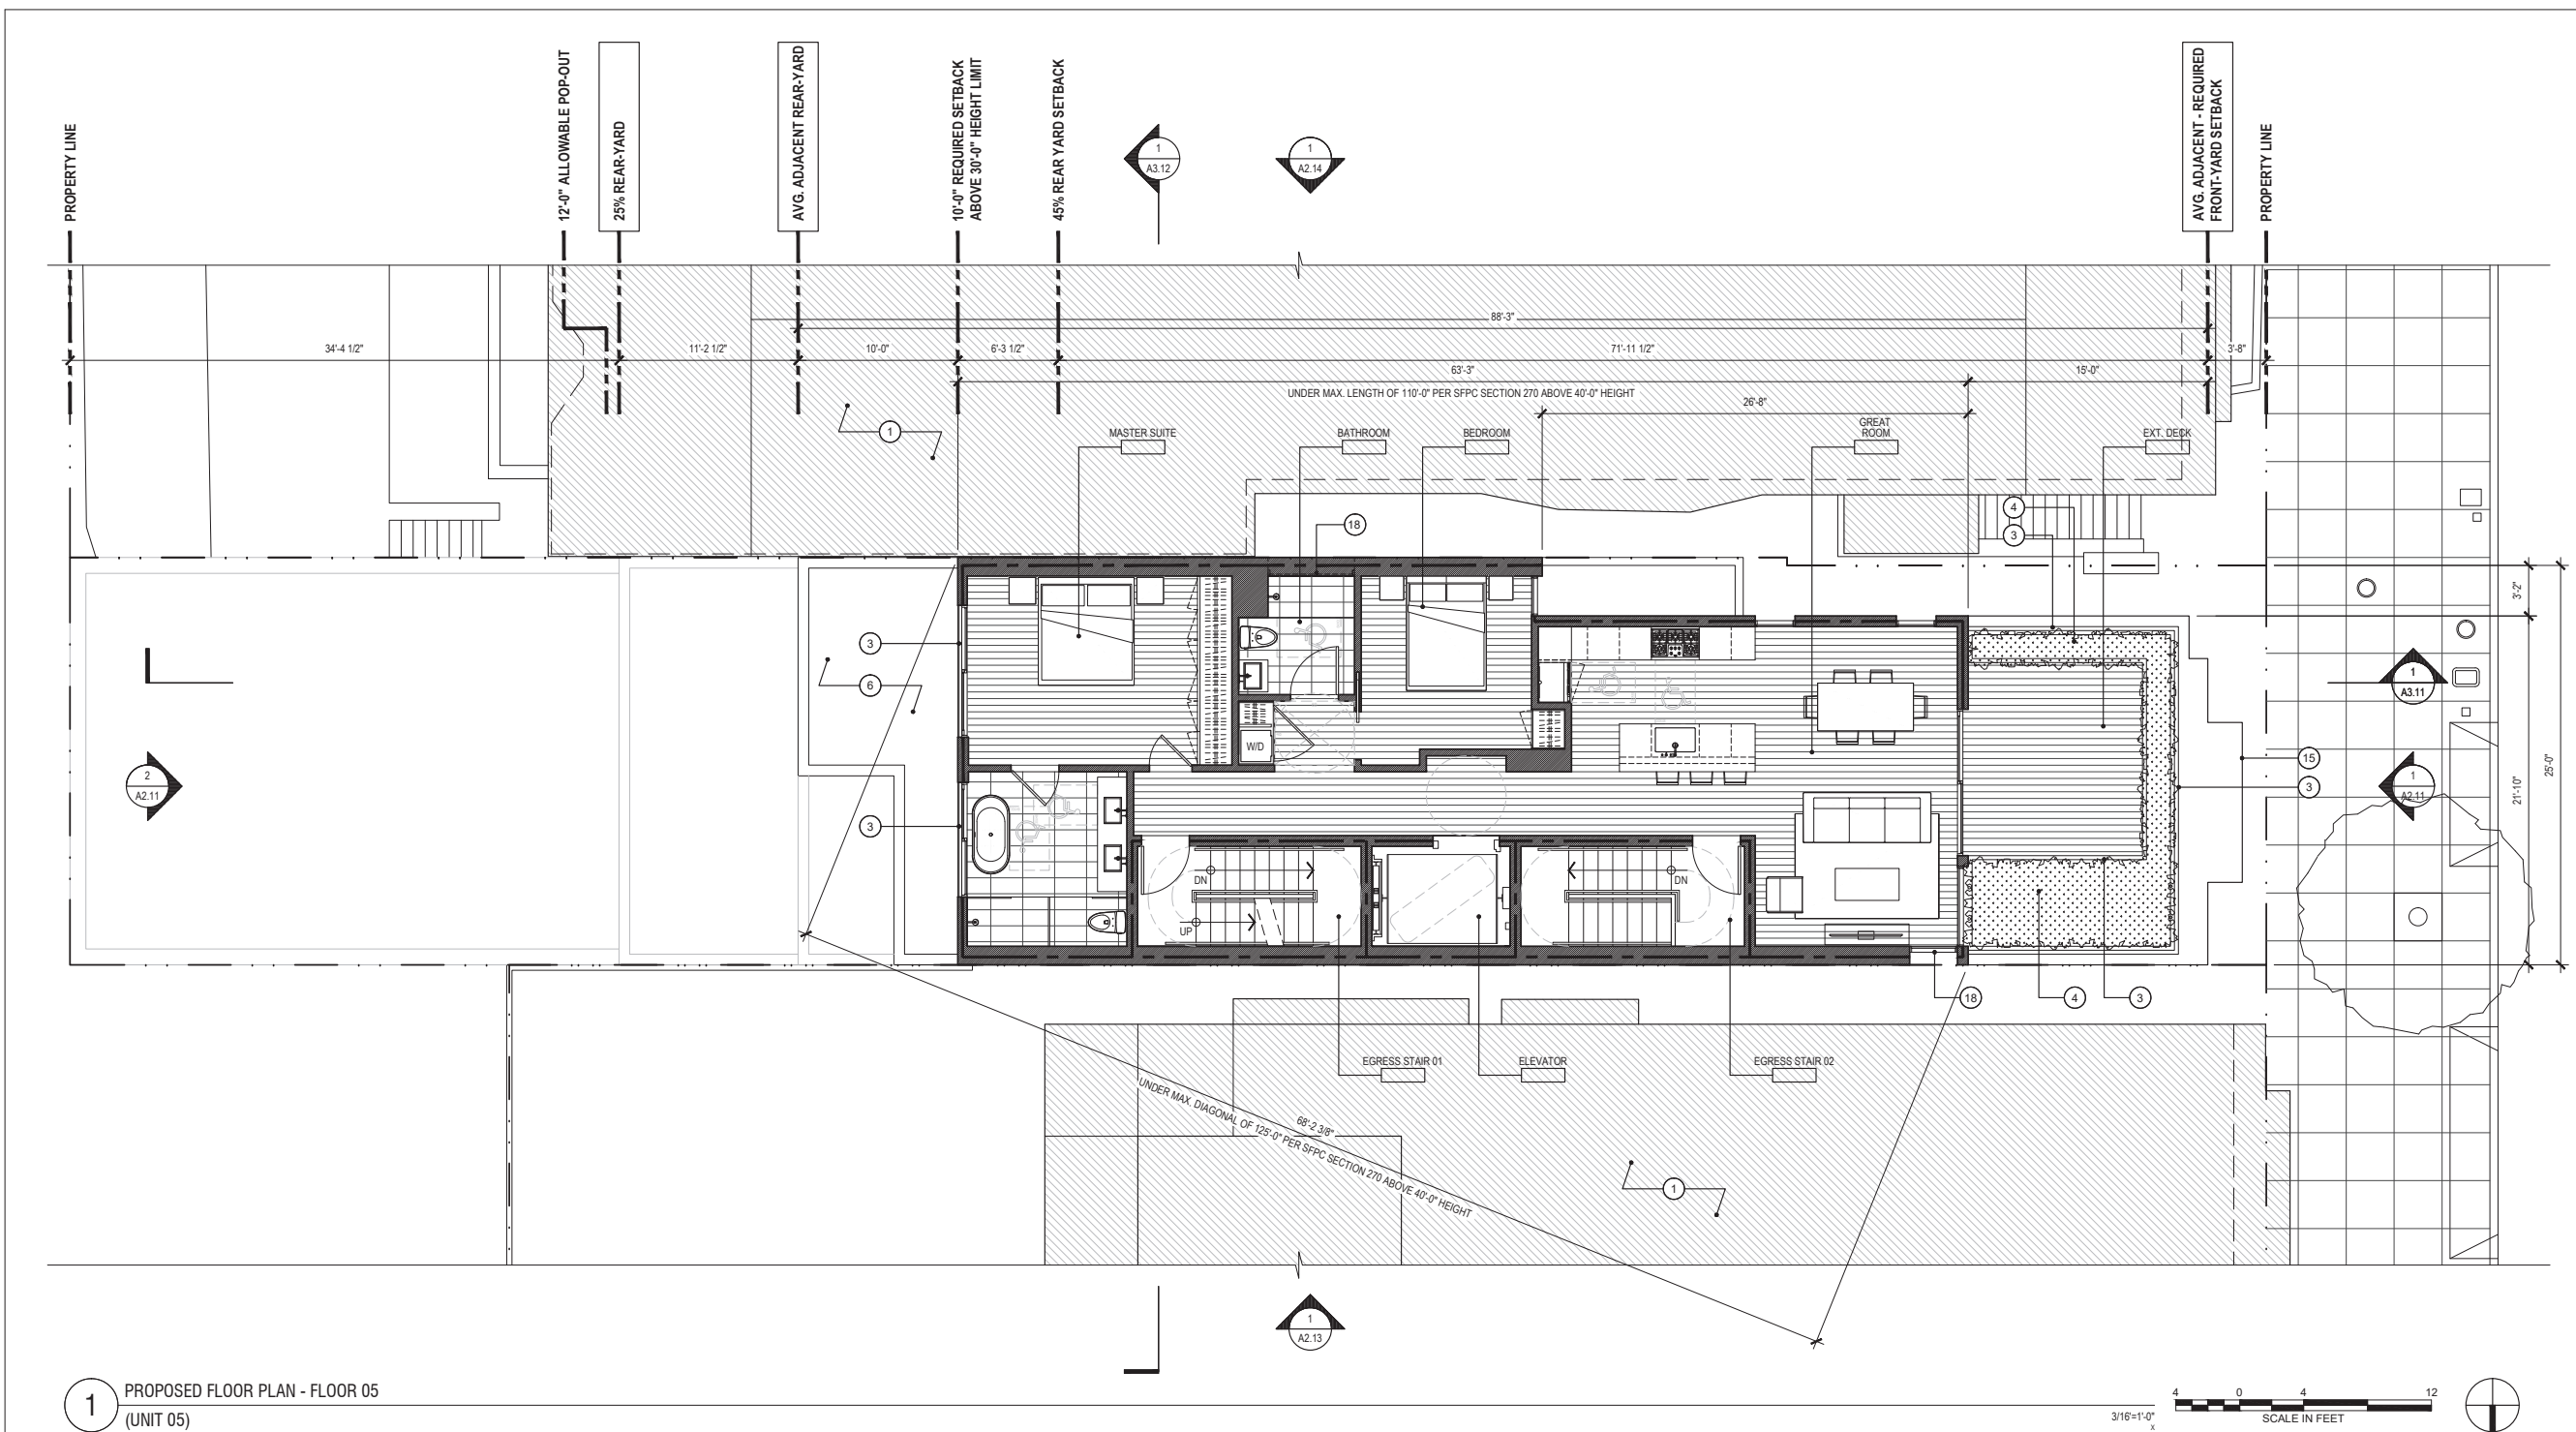 PROPERTY LINE
12'-0" ALLOWABLE POP-OUT
25% REAR-YARD
AVG. ADJACENT REAR-YARD
10'-0" REQUIRED SETBACK
ABOVE 30'-0" HEIGHT LIMIT
45% REAR YARD SETBACK
1
A3.12
1
A2.14
AVG. ADJACENT - REQUIRED
FRONT-YARD SETBACK
PROPERTY LINE
88'-3"
34'-4 1/2"
11'-2 1/2"
10'-0"
6'-3 1/2"
71'-11 1/2"
3'-8"
63'-3"
15'-0"
UNDER MAX. LENGTH OF 110'-0" PER SFPC SECTION 270 ABOVE 40'-0" HEIGHT
26'-8"
1
MASTER SUITE
BATHROOM
BEDROOM
GREAT
ROOM
EXT. DECK
18
4
3
3'-2"
3
6
W/D
1
A3.11
25'-0"
21'-10"
15
3
2
A2.11
1
A2.11
3
DN
UP
DN
18
4
3
EGRESS STAIR 01
ELEVATOR
EGRESS STAIR 02
68'-2 3/8"
UNDER MAX. DIAGONAL OF 125'-0" PER SFPC SECTION 270 ABOVE 40'-0" HEIGHT
1
1
A2.13
1
PROPOSED FLOOR PLAN - FLOOR 05
(UNIT 05)
3/16"=1'-0"
x
4 0 4 12
SCALE IN FEET